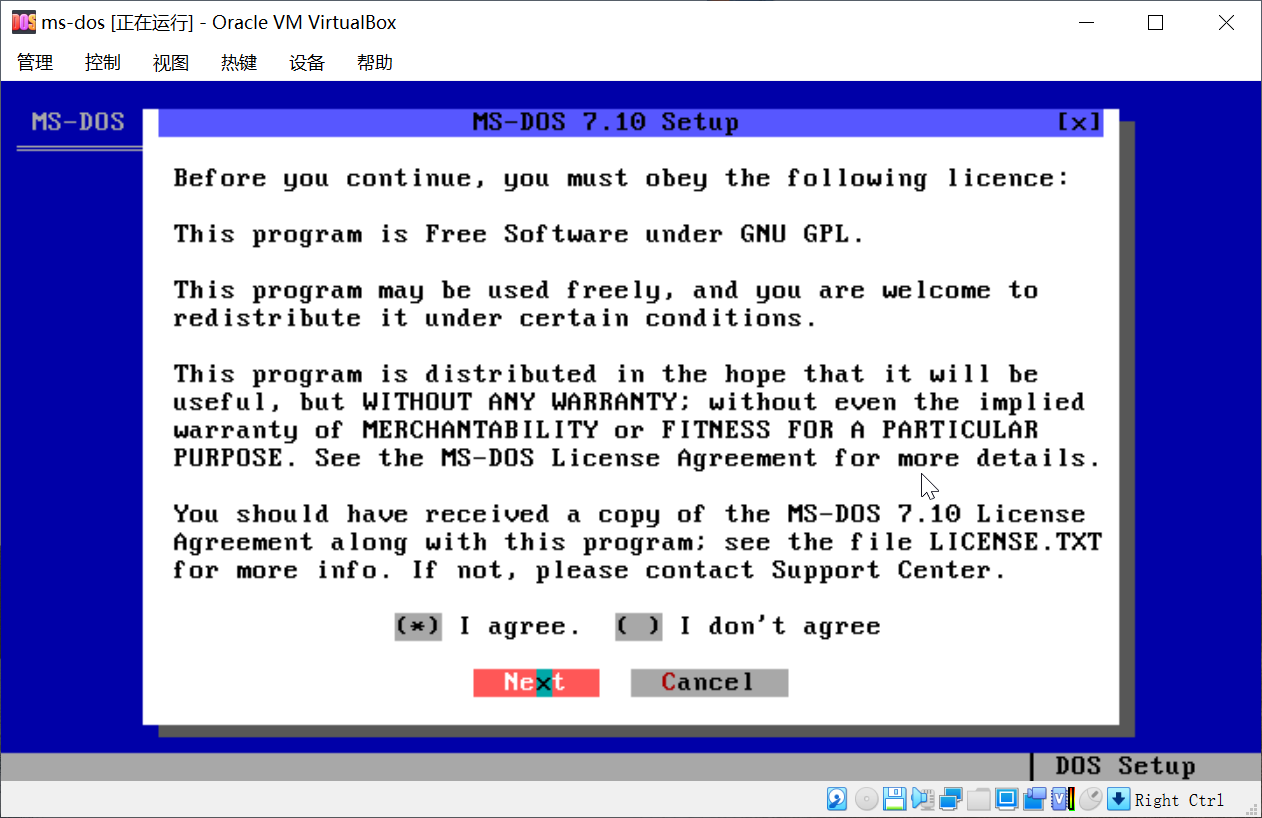 ms-dos [正在运行] - Oracle VM VirtualBox
管理 控制 视图 热键 设备 帮助
MS-DOS
MS-DOS 7.10 Setup [x]
Before you continue, you must obey the following licence:
This program is Free Software under GNU GPL.
This program may be used freely, and you are welcome to
redistribute it under certain conditions.
This program is distributed in the hope that it will be
useful, but WITHOUT ANY WARRANTY; without even the implied
warranty of MERCHANTABILITY or FITNESS FOR A PARTICULAR
PURPOSE. See the MS-DOS License Agreement for more details.
You should have received a copy of the MS-DOS 7.10 License
Agreement along with this program; see the file LICENSE.TXT
for more info. If not, please contact Support Center.
(*) I agree. ( ) I don't agree
Next Cancel
DOS Setup
Right Ctrl